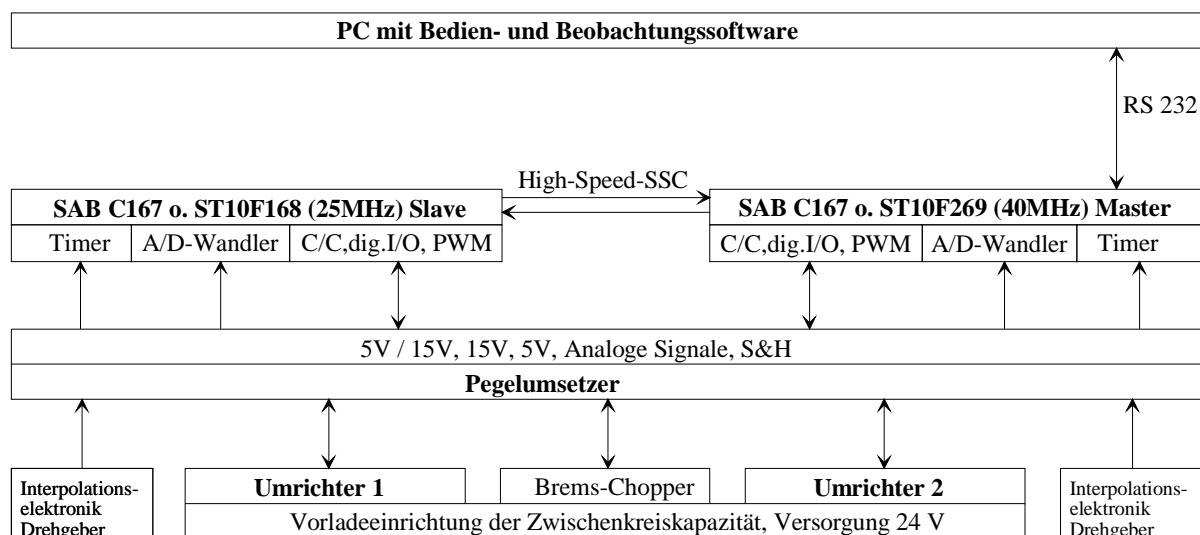 PC mit Bedien- und Beobachtungssoftware
RS 232
High-Speed-SSC
SAB C167 o. ST10F168 (25MHz) Slave
Timer
A/D-Wandler
C/C,dig.I/O, PWM
SAB C167 o. ST10F269 (40MHz) Master
C/C,dig.I/O, PWM
A/D-Wandler
Timer
5V / 15V, 15V, 5V, Analoge Signale, S&H
Pegelumsetzer
Interpolations-
elektronik
Drehgeber
Umrichter 1
Brems-Chopper
Umrichter 2
Vorladeeinrichtung der Zwischenkreiskapazität, Versorgung 24 V
Interpolations-
elektronik
Drehgeber